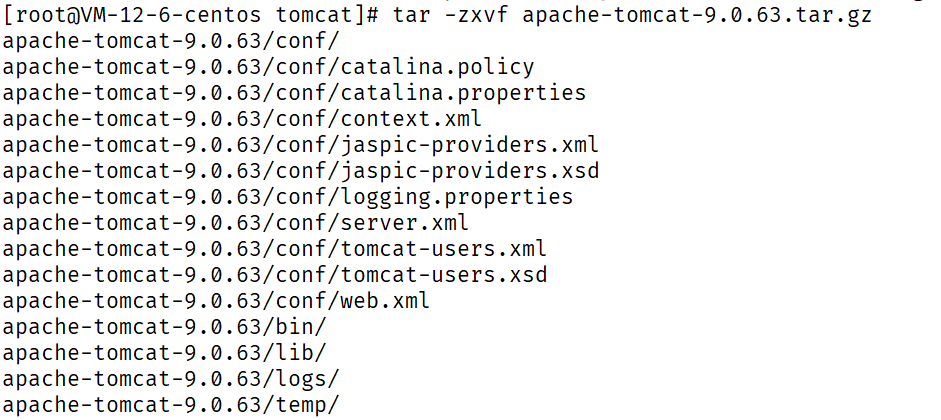 [root@VM-12-6-centos tomcat]# tar -zxvf apache-tomcat-9.0.63.tar.gz
apache-tomcat-9.0.63/conf/
apache-tomcat-9.0.63/conf/catalina.policy
apache-tomcat-9.0.63/conf/catalina.properties
apache-tomcat-9.0.63/conf/context.xml
apache-tomcat-9.0.63/conf/jaspic-providers.xml
apache-tomcat-9.0.63/conf/jaspic-providers.xsd
apache-tomcat-9.0.63/conf/logging.properties
apache-tomcat-9.0.63/conf/server.xml
apache-tomcat-9.0.63/conf/tomcat-users.xml
apache-tomcat-9.0.63/conf/tomcat-users.xsd
apache-tomcat-9.0.63/conf/web.xml
apache-tomcat-9.0.63/bin/
apache-tomcat-9.0.63/lib/
apache-tomcat-9.0.63/logs/
apache-tomcat-9.0.63/temp/